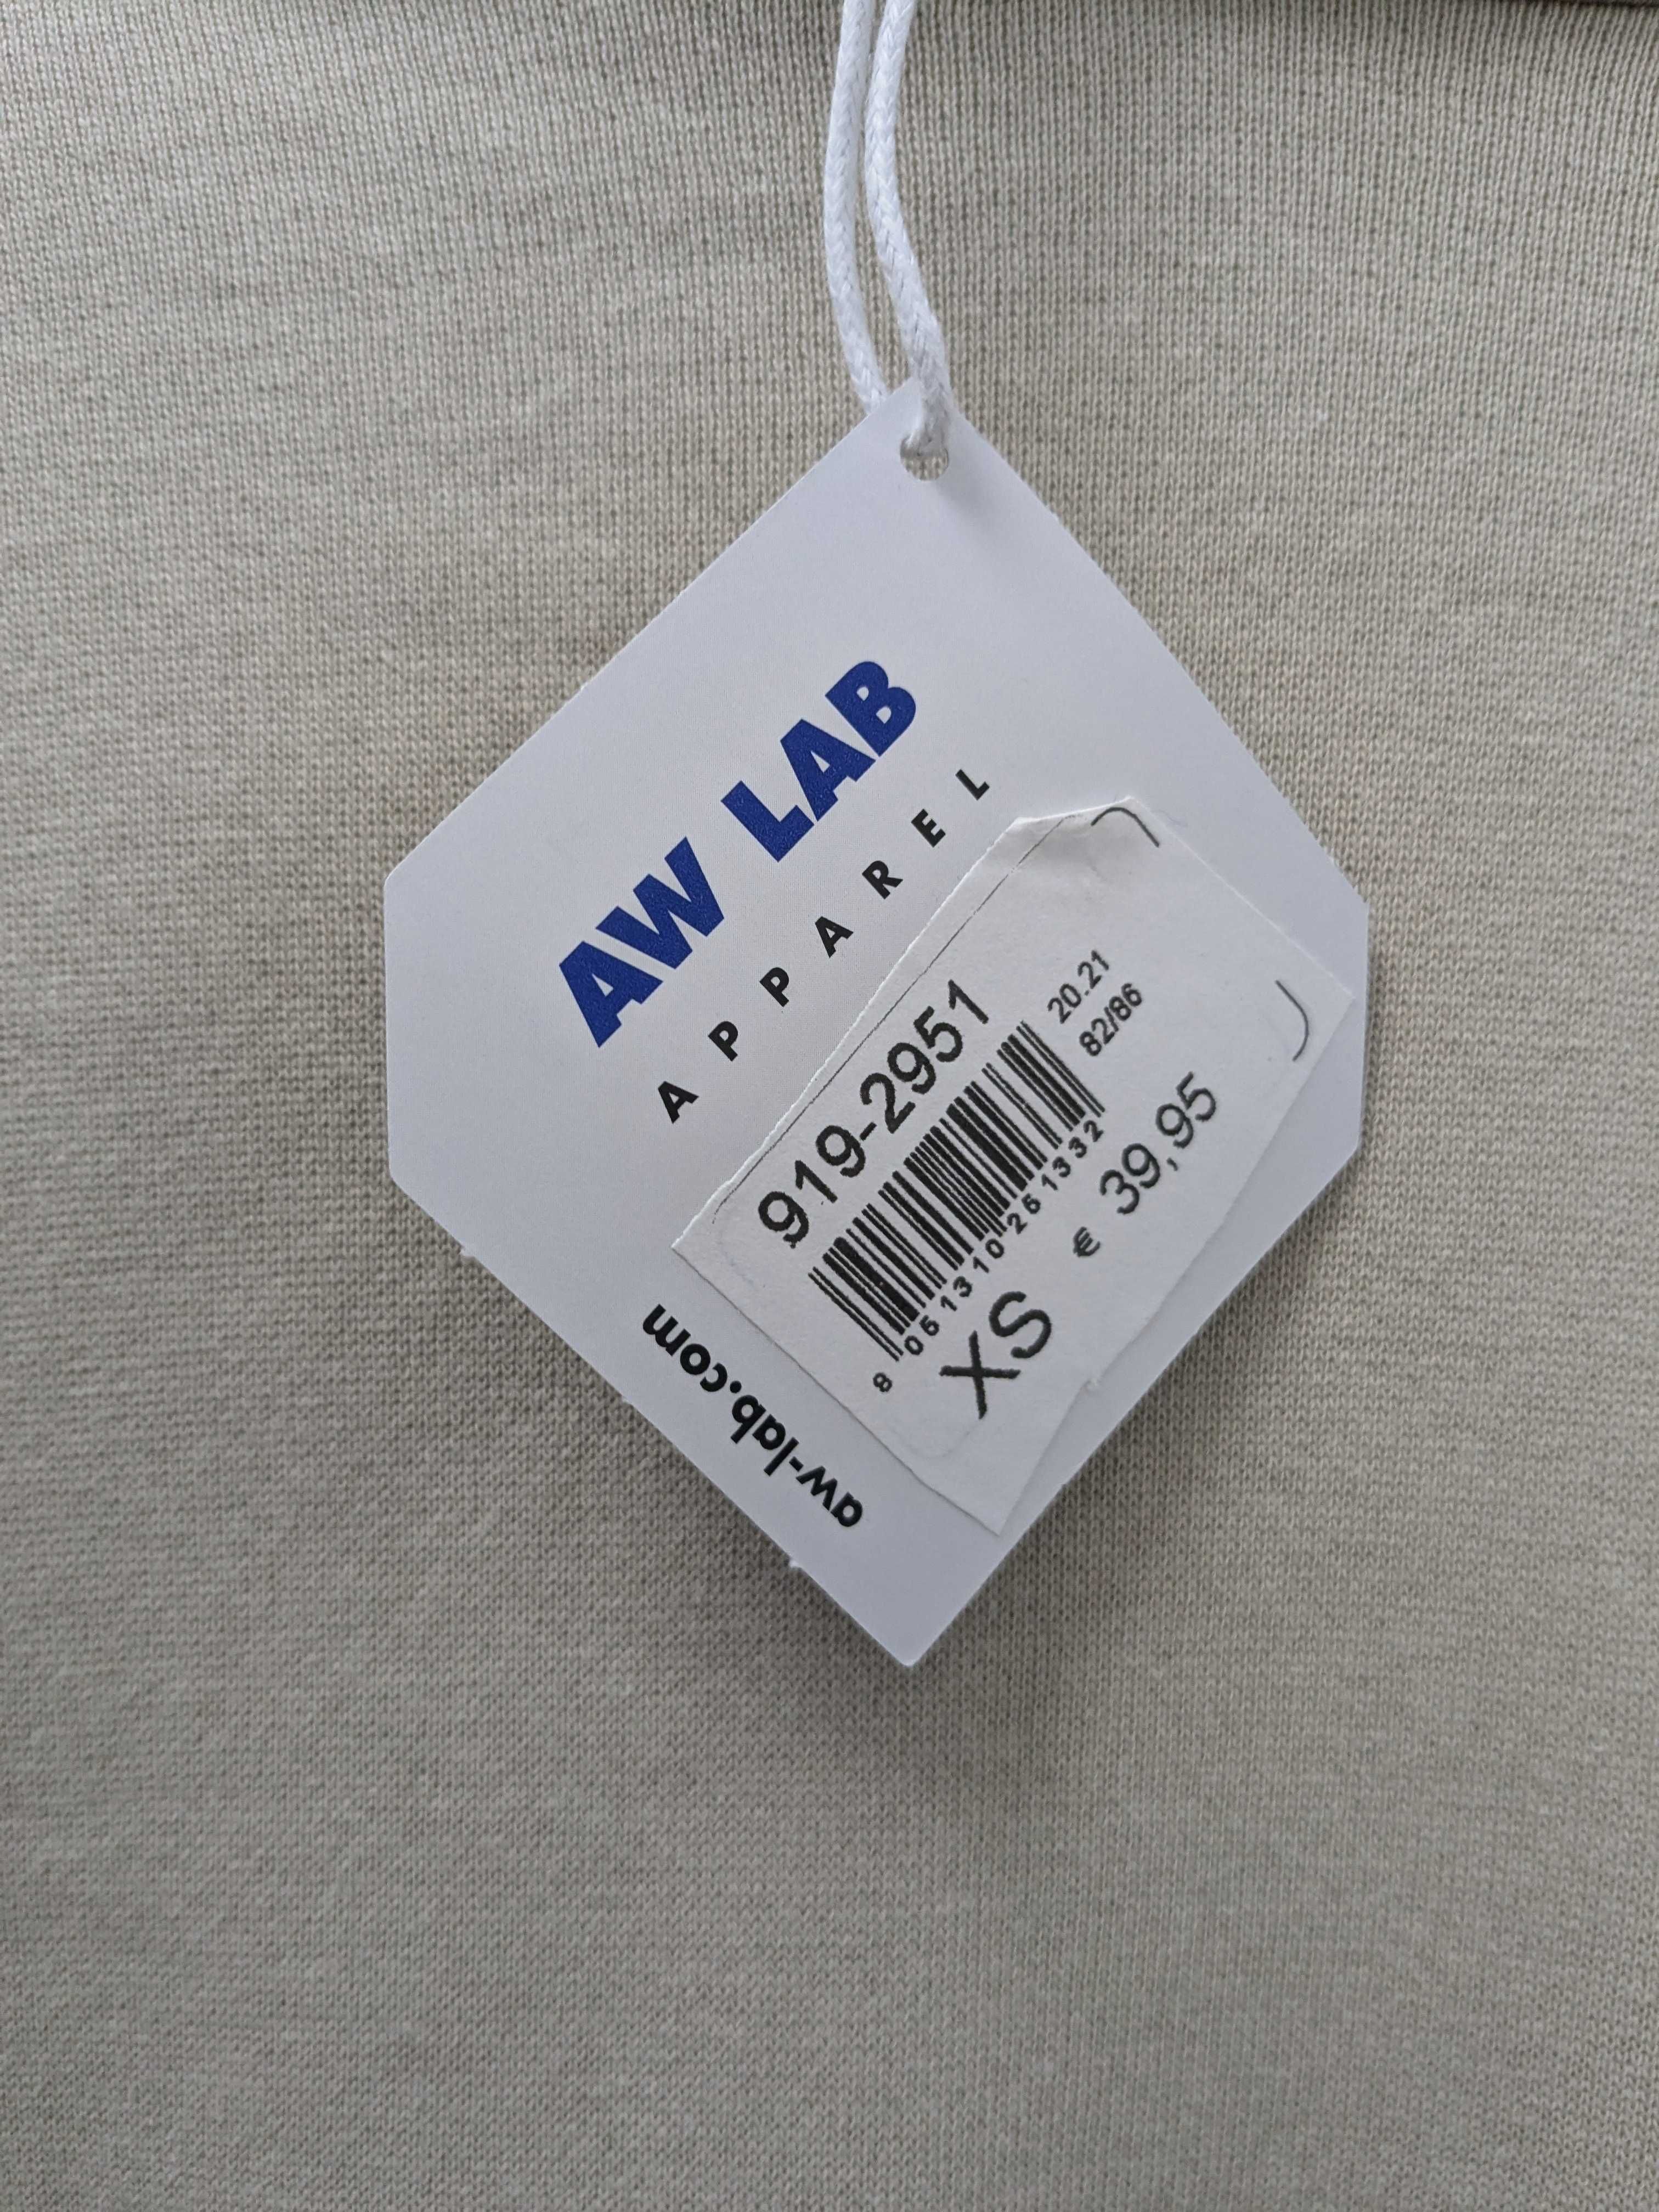 AW LAB
APPAREL
919-2951
20.21
82/86
8 051310 251332
XS € 39,95
aw-lab.com